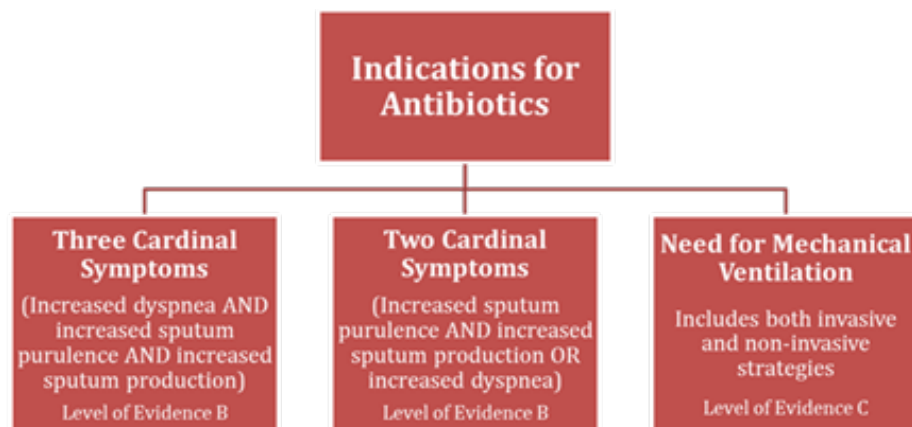 Indications for
Antibiotics
Three Cardinal
Symptoms
(Increased dyspnea AND
increased sputum
purulence AND increased
sputum production)
Level of Evidence B
Two Cardinal
Symptoms
(Increased sputum
purulence AND increased
sputum production OR
increased dyspnea)
Level of Evidence B
Need for Mechanical
Ventilation
Includes both invasive
and non-invasive
strategies
Level of Evidence C